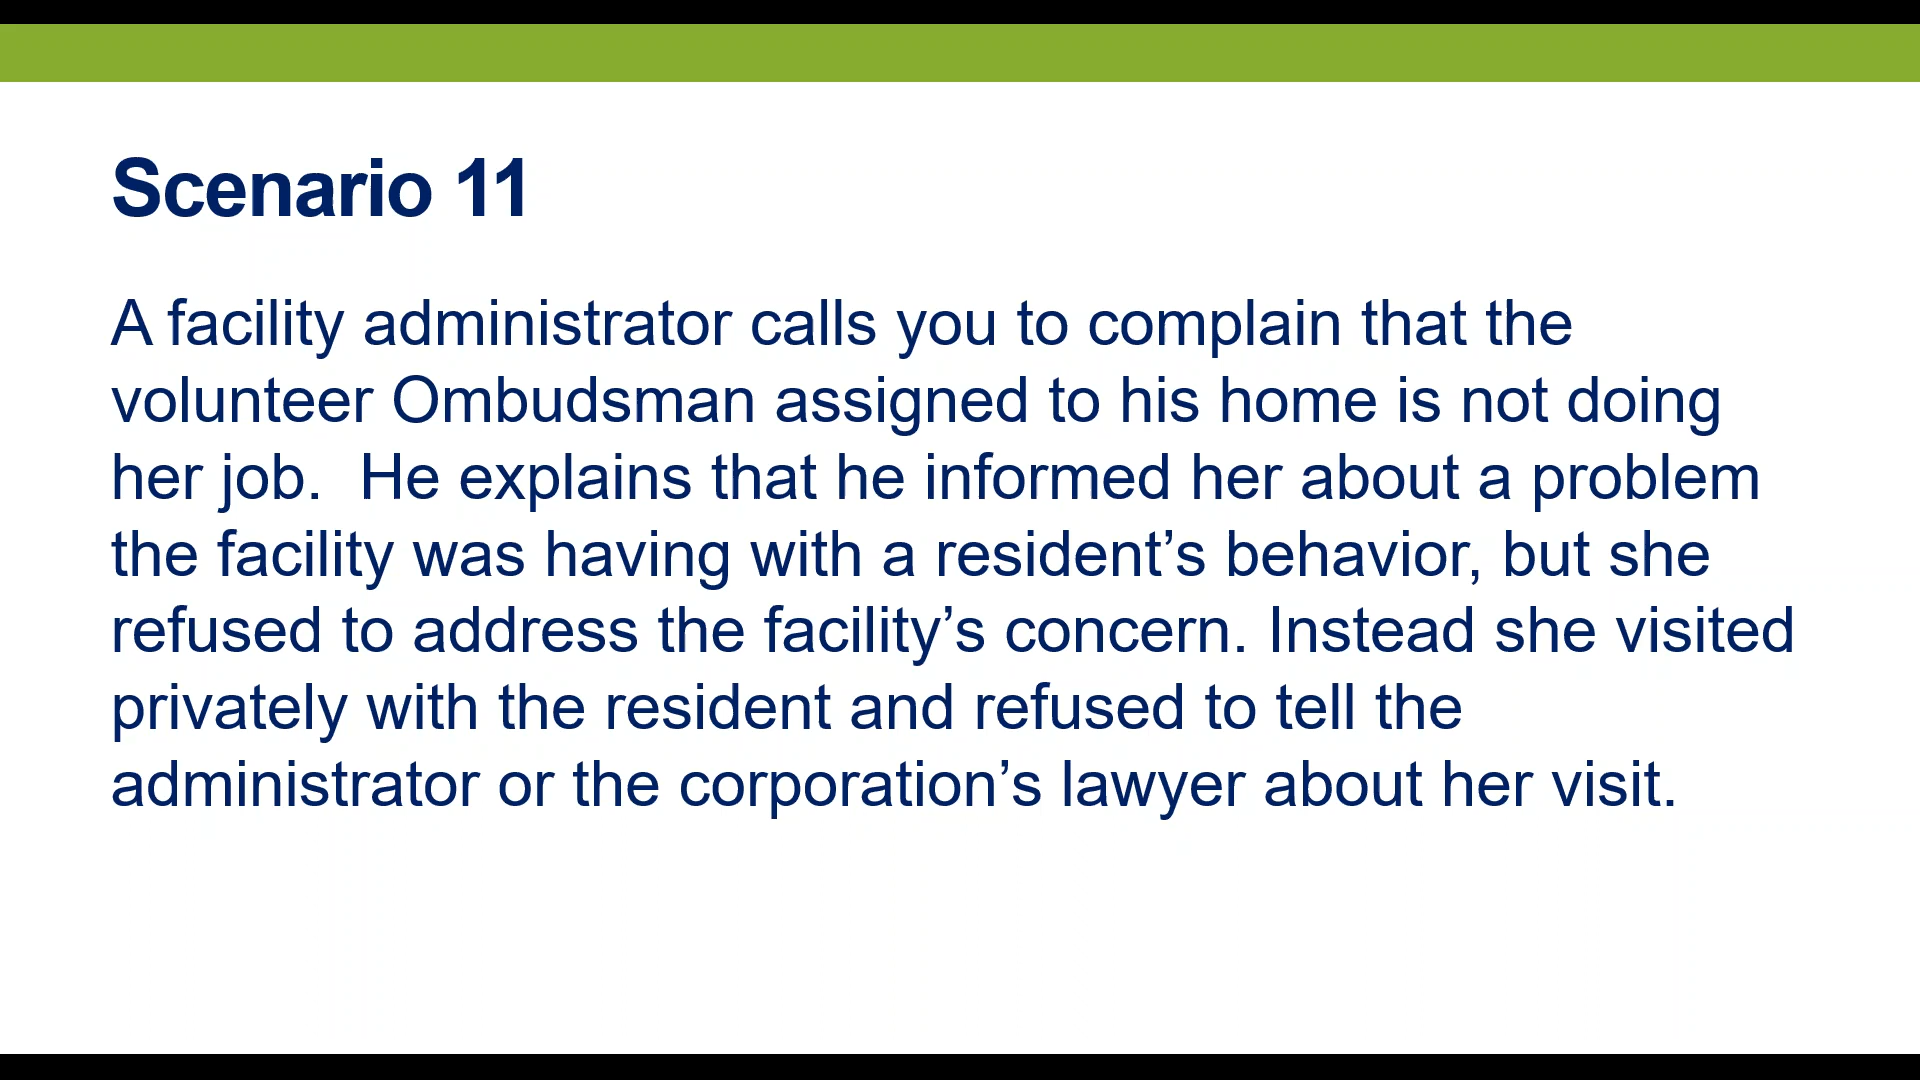 Scenario 11
A facility administrator calls you to complain that the
volunteer Ombudsman assigned to his home is not doing
her job.  He explains that he informed her about a problem
the facility was having with a resident’s behavior, but she
refused to address the facility’s concern. Instead she visited
privately with the resident and refused to tell the
administrator or the corporation’s lawyer about her visit.